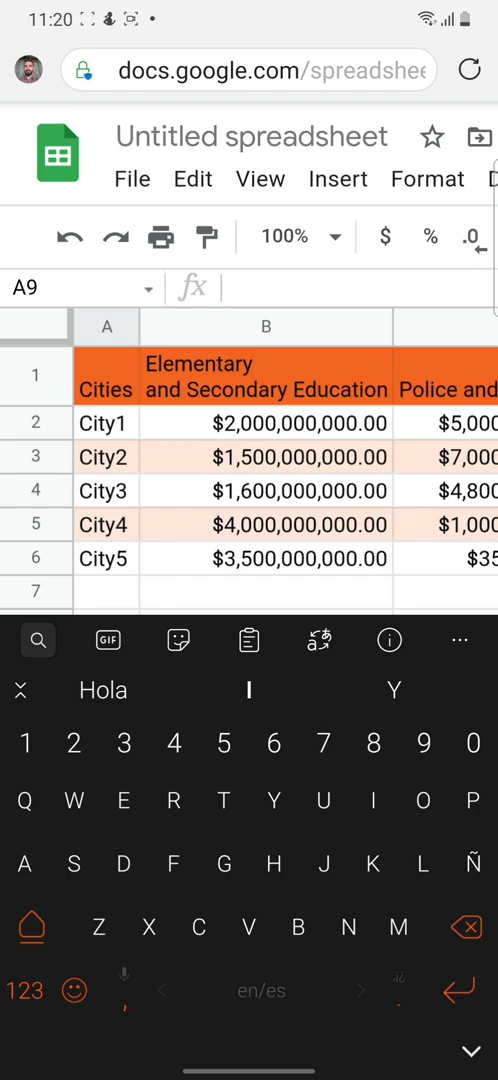 11:20
docs.google.com/spreadshee
Untitled spreadsheet
File Edit View Insert Format D
100% $ % .0
A9 fx
A B
1 Cities Elementary
and Secondary Education Police and
2 City1 $2,000,000,000.00 $5,000
3 City2 $1,500,000,000.00 $7,000
4 City3 $1,600,000,000.00 $4,800
5 City4 $4,000,000,000.00 $1,000
6 City5 $3,500,000,000.00 $35
7
GIF
Hola I Y
1 2 3 4 5 6 7 8 9 0
Q W E R T Y U I O P
A S D F G H J K L Ñ
Z X C V B N M
123 , en/es .